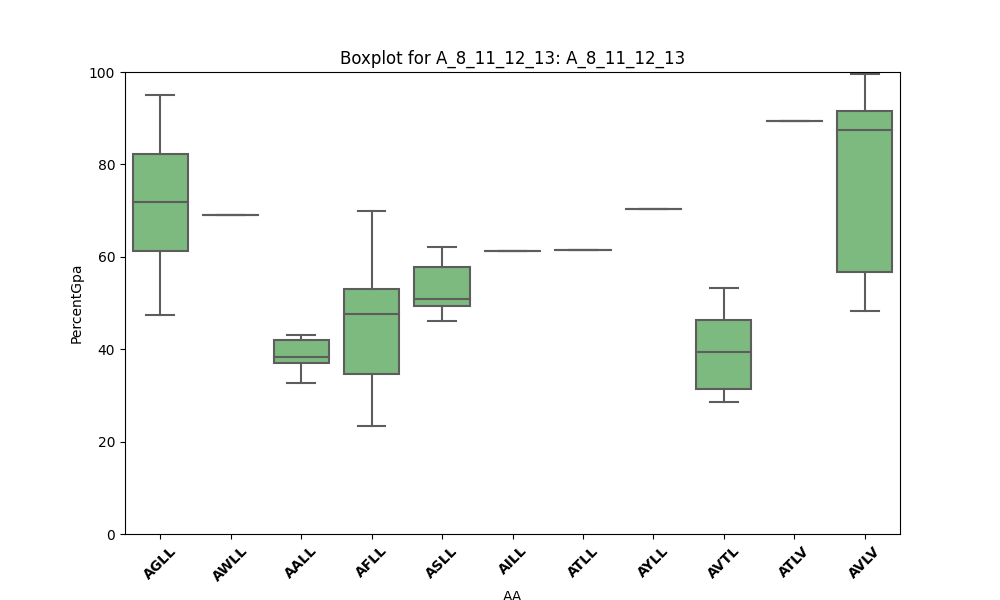 Boxplot for A_8_11_12_13: A_8_11_12_13
PercentGpa
100
80
60
40
20
0
AGLL
AWLL
AALL
AFLL
ASLL
AILL
ATLL
AYLL
AVTL
ATLV
AVLV
AA